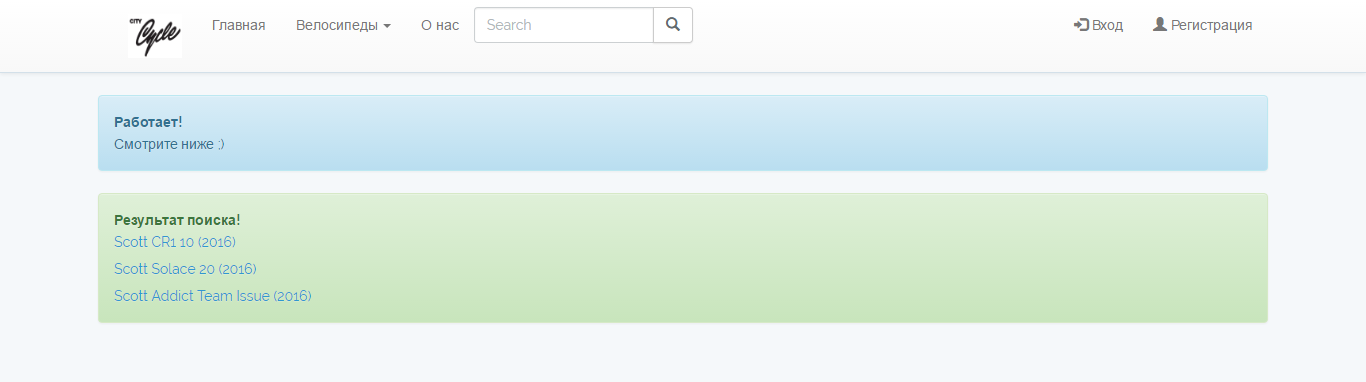 CITY
Cycle
Главная
Велосипеды
О нас
Search
Вход
Регистрация
Работает!
Смотрите ниже ;)
Результат поиска!
Scott CR1 10 (2016)
Scott Solace 20 (2016)
Scott Addict Team Issue (2016)